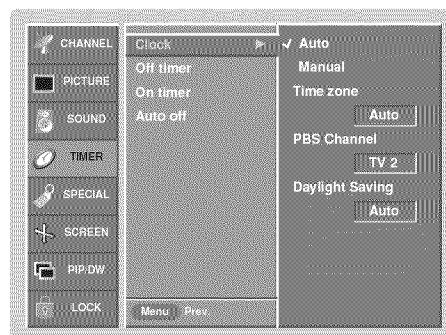 CHANNEL
PICTURE
SOUND
TIMER
SPECIAL
SCREEN
PIP/DW
LOCK
Clock
Off timer
On timer
Auto off
Menu Prev.
Auto
Manual
Time zone
Auto
PBS Channel
TV 2
Daylight Saving
Auto